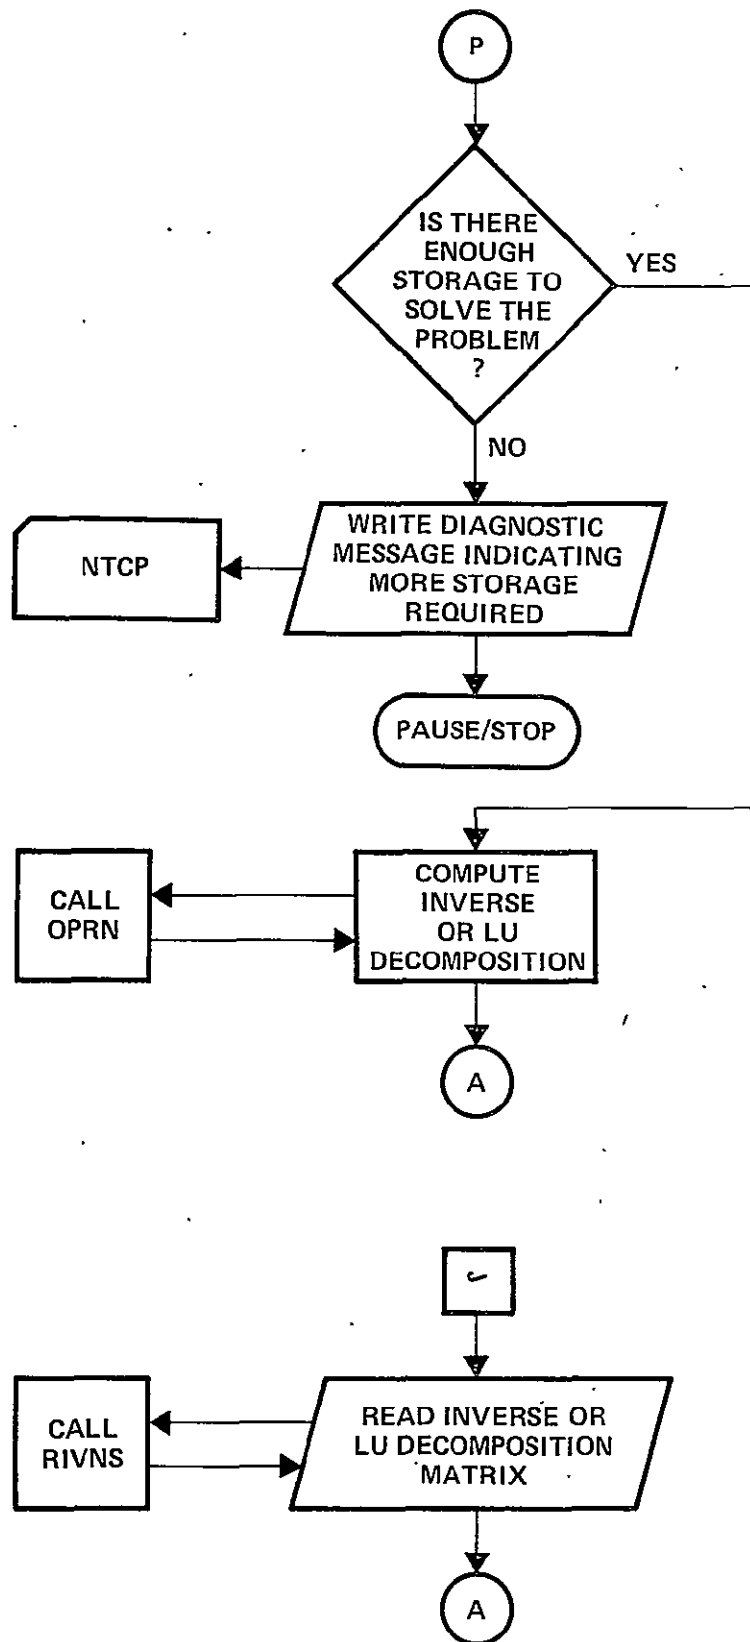 P
IS THERE
ENOUGH
STORAGE TO
SOLVE THE
PROBLEM
?
YES
NO
WRITE DIAGNOSTIC
MESSAGE INDICATING
MORE STORAGE
REQUIRED
NTCP
PAUSE/STOP
COMPUTE
INVERSE
OR LU
DECOMPOSITION
CALL
OPRN
A
J
READ INVERSE OR
LU DECOMPOSITION
MATRIX
CALL
RIVNS
A